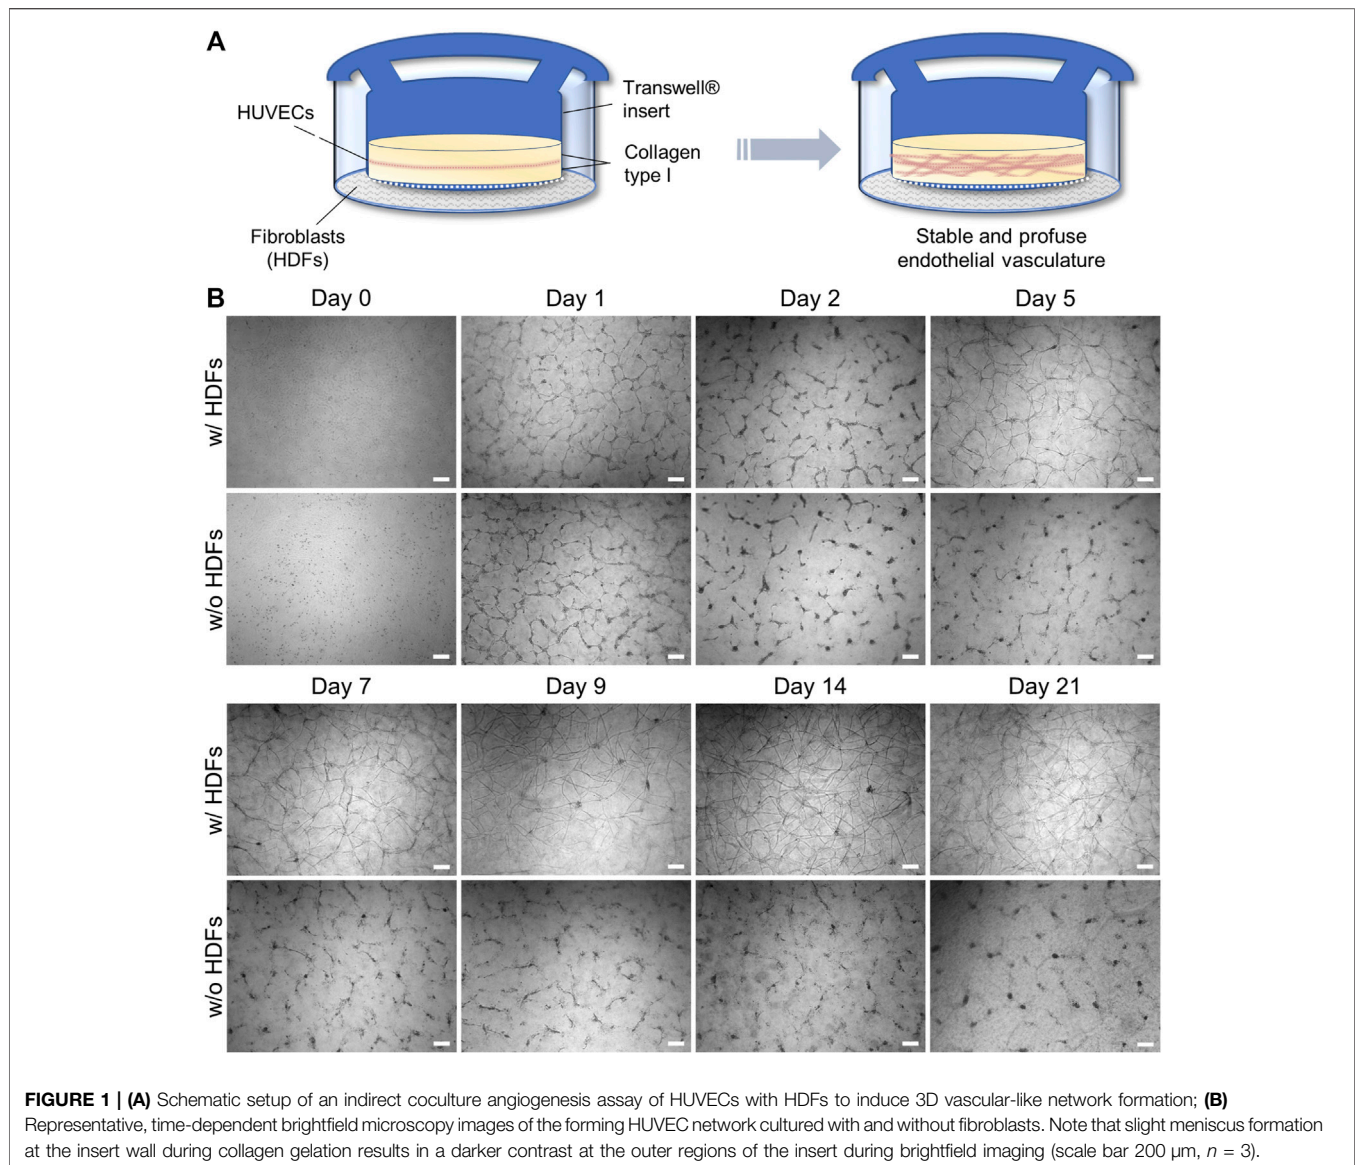 A
HUVECs
Transwell®
insert
Collagen
type I
Fibroblasts
(HDFs)
Stable and profuse
endothelial vasculature
B
Day 0
Day 1
Day 2
Day 5
w/ HDFs
w/o HDFs
Day 7
Day 9
Day 14
Day 21
w/ HDFs
w/o HDFs
FIGURE 1 | (A) Schematic setup of an indirect coculture angiogenesis assay of HUVECs with HDFs to induce 3D vascular-like network formation; (B)
Representative, time-dependent brightfield microscopy images of the forming HUVEC network cultured with and without fibroblasts. Note that slight meniscus formation
at the insert wall during collagen gelation results in a darker contrast at the outer regions of the insert during brightfield imaging (scale bar 200 µm, n = 3).